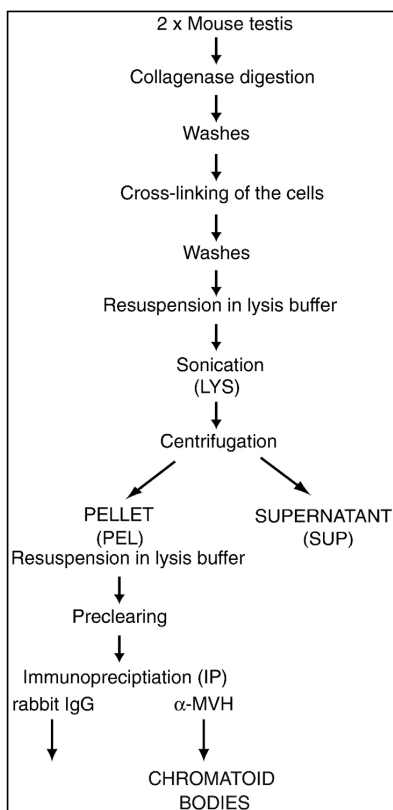 2 x Mouse testis
Collagenase digestion
Washes
Cross-linking of the cells
Washes
Resuspension in lysis buffer
Sonication
(LYS)
Centrifugation
PELLET
(PEL)
Resuspension in lysis buffer
SUPERNATANT
(SUP)
Preclearing
Immunopreciptiation (IP)
rabbit IgG α-MVH
CHROMATOID
BODIES